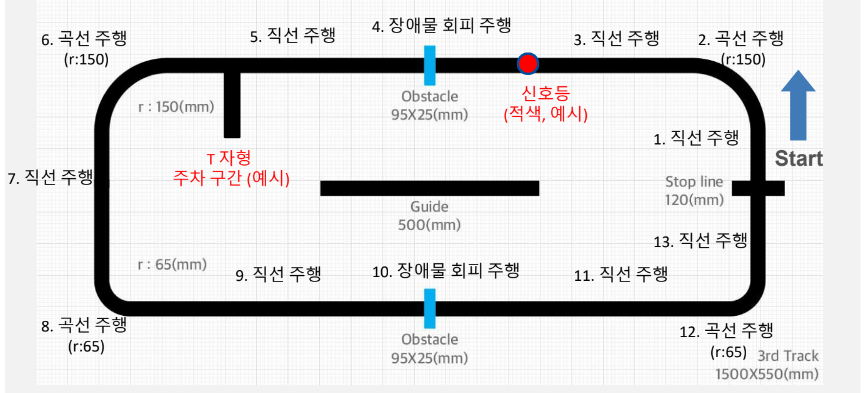 4. 장애물 회피 주행
6. 곡선 주행
(r:150)
5. 직선 주행
3. 직선 주행
2. 곡선 주행
(r:150)
r : 150(mm)
Obstacle
95X25(mm)
신호등
(적색, 예시)
1. 직선 주행
Start
T 자형
주차 구간 (예시)
7. 직선 주행
Stop line
120(mm)
Guide
500(mm)
13. 직선 주행
r : 65(mm)
9. 직선 주행
10. 장애물 회피 주행
11. 직선 주행
8. 곡선 주행
(r:65)
Obstacle
95X25(mm)
12. 곡선 주행
(r:65)
3rd Track
1500X550(mm)